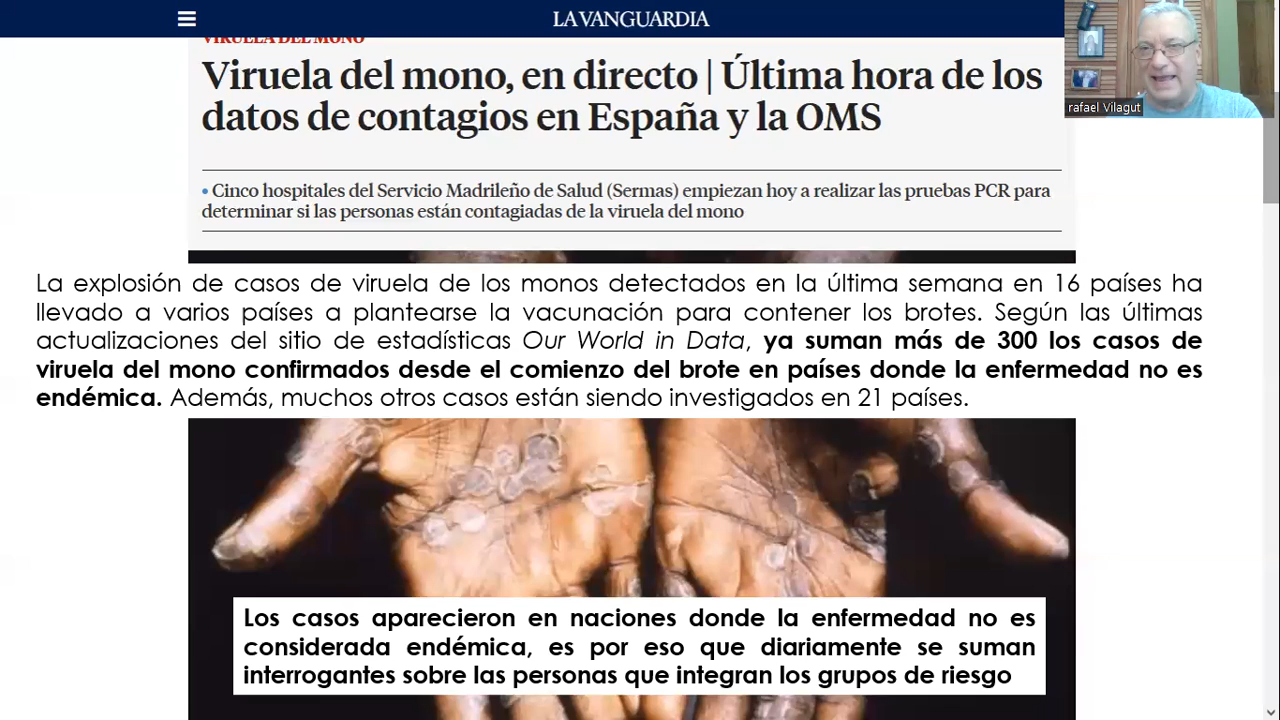 LA VANGUARDIA
VIRUELA DEL MONO
Viruela del mono, en directo | Última hora de los
datos de contagios en España y la OMS
rafael Vilagut
• Cinco hospitales del Servicio Madrileño de Salud (Sermas) empiezan hoy a realizar las pruebas PCR para
determinar si las personas están contagiadas de la viruela del mono
La explosión de casos de viruela de los monos detectados en la última semana en 16 países ha
llevado a varios países a plantearse la vacunación para contener los brotes. Según las últimas
actualizaciones del sitio de estadísticas Our World in Data, ya suman más de 300 los casos de
viruela del mono confirmados desde el comienzo del brote en países donde la enfermedad no es
endémica. Además, muchos otros casos están siendo investigados en 21 países.
Los casos aparecieron en naciones donde la enfermedad no es
considerada endémica, es por eso que diariamente se suman
interrogantes sobre las personas que integran los grupos de riesgo